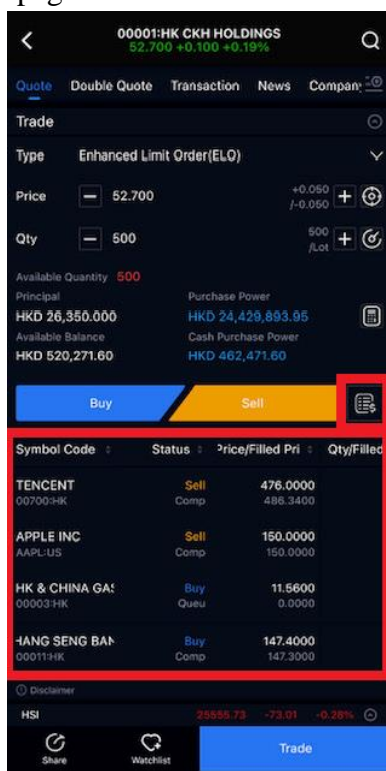 00001:HK CKH HOLDINGS
52.700 +0.100 +0.19%
Quote Double Quote Transaction News Company
Trade
Type Enhanced Limit Order(ELO)
Price 52.700 +0.050 /-0.050
Qty 500 500 /Lot
Available Quantity 500
Principal Purchase Power
HKD 26,350.000 HKD 24,429,893.95
Available Balance Cash Purchase Power
HKD 520,271.60 HKD 462,471.60
Buy Sell
Symbol Code Status Price/Filled Pri Qty/Filled
TENCENT Sell 476.0000
00700:HK Comp 486.3400
APPLE INC Sell 150.0000
AAPL:US Comp 150.0000
HK & CHINA GAS Buy 11.5600
00003:HK Queu 0.0000
HANG SENG BAN Buy 147.4000
00011:HK Comp 147.3000
Disclaimer
HSI 25555.73 -73.01 -0.28%
Share Watchlist Trade